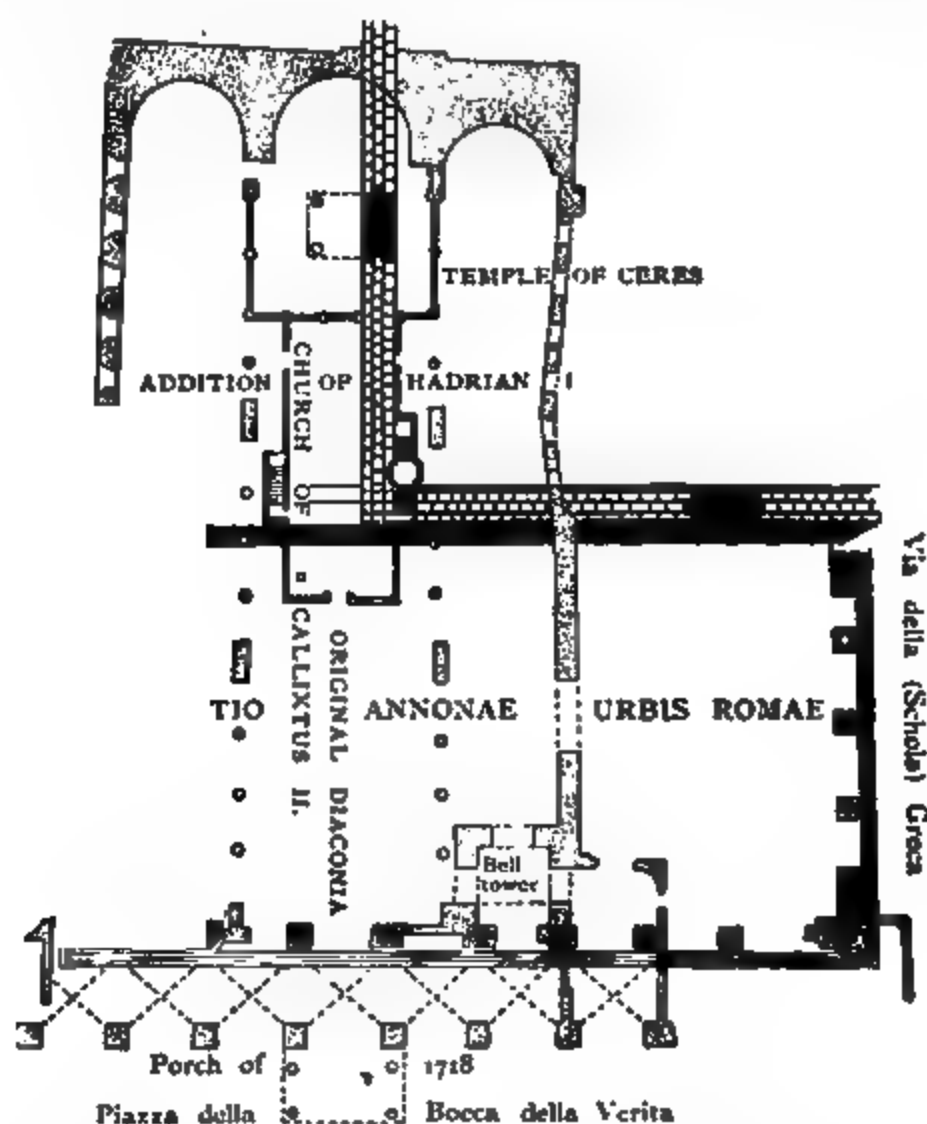 TEMPLE OF CERES
ADDITION OF HADRIAN
CHURCH OF CALLIXTUS II.
ORIGINAL DIACONIA
TIO ANNONAE URBIS ROMAE
Via della (Schola) Greca
Bell
tower
Porch of 1718
Piazza della Bocca della Verita